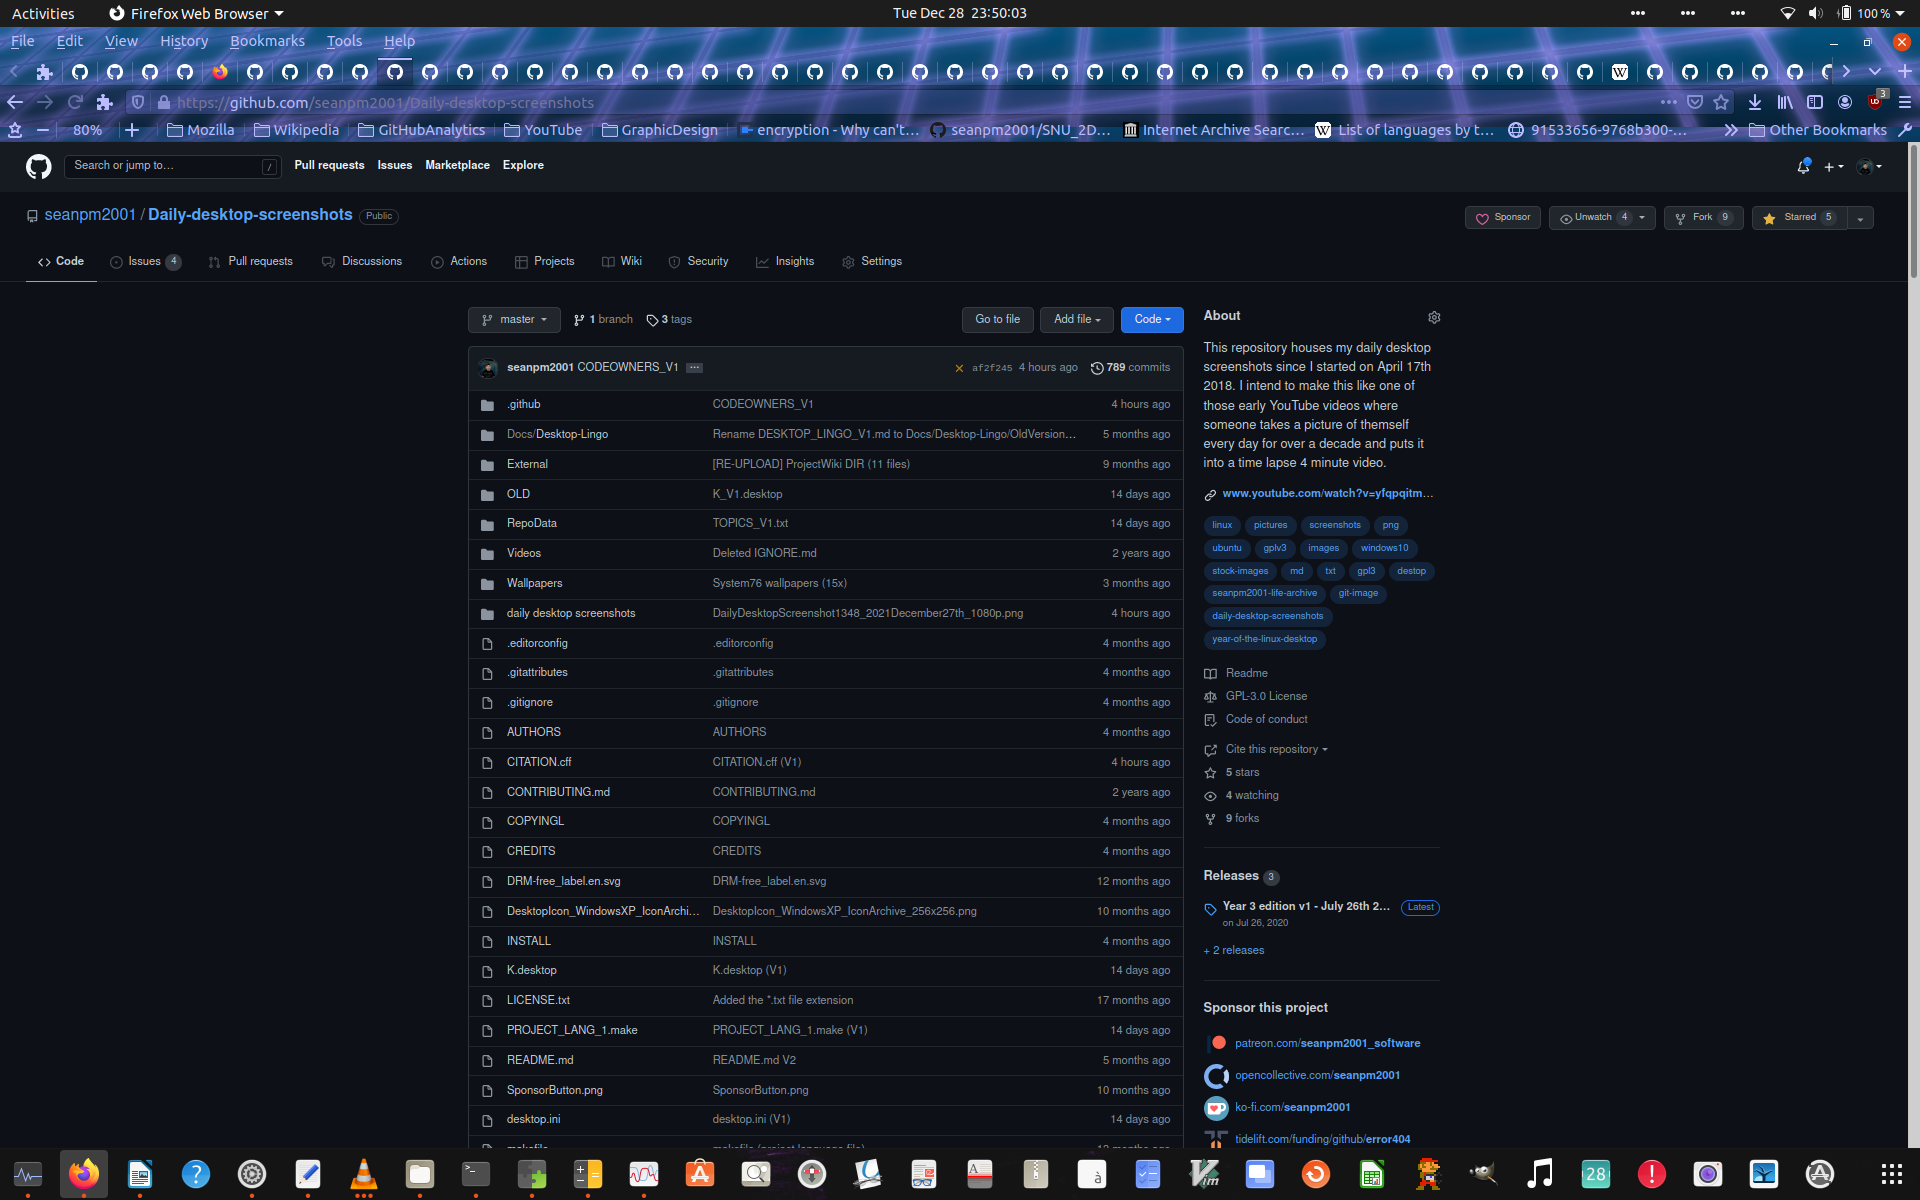 Activities
Firefox Web Browser
Tue Dec 28  23:50:03
100 %
File Edit View History Bookmarks Tools Help
https://github.com/seanpm2001/Daily-desktop-screenshots
3
80%
Mozilla
Wikipedia
GitHubAnalytics
YouTube
GraphicDesign
encryption - Why can't…
seanpm2001/SNU_2D…
Internet Archive Searc…
List of languages by t…
91533656-9768b300-…
Other Bookmarks
Search or jump to…
/
Pull requests Issues Marketplace Explore
seanpm2001 / Daily-desktop-screenshots
Public
Sponsor
Unwatch 4
Fork 9
Starred 5
Code
Issues 4
Pull requests
Discussions
Actions
Projects
Wiki
Security
Insights
Settings
master
1 branch
3 tags
Go to file
Add file
Code
seanpm2001 CODEOWNERS_V1 ...
af2f245 4 hours ago
789 commits
.github CODEOWNERS_V1 4 hours ago
Docs/Desktop-Lingo Rename DESKTOP_LINGO_V1.md to Docs/Desktop-Lingo/OldVersion… 5 months ago
External [RE-UPLOAD] ProjectWiki DIR (11 files) 9 months ago
OLD K_V1.desktop 14 days ago
RepoData TOPICS_V1.txt 14 days ago
Videos Deleted IGNORE.md 2 years ago
Wallpapers System76 wallpapers (15x) 3 months ago
daily desktop screenshots DailyDesktopScreenshot1348_2021December27th_1080p.png 4 hours ago
.editorconfig .editorconfig 4 months ago
.gitattributes .gitattributes 4 months ago
.gitignore .gitignore 4 months ago
AUTHORS AUTHORS 4 months ago
CITATION.cff CITATION.cff (V1) 4 hours ago
CONTRIBUTING.md CONTRIBUTING.md 2 years ago
COPYINGL COPYINGL 4 months ago
CREDITS CREDITS 4 months ago
DRM-free_label.en.svg DRM-free_label.en.svg 12 months ago
DesktopIcon_WindowsXP_IconArchi… DesktopIcon_WindowsXP_IconArchive_256x256.png 10 months ago
INSTALL INSTALL 4 months ago
K.desktop K.desktop (V1) 14 days ago
LICENSE.txt Added the *.txt file extension 17 months ago
PROJECT_LANG_1.make PROJECT_LANG_1.make (V1) 14 days ago
README.md README.md V2 5 months ago
SponsorButton.png SponsorButton.png 10 months ago
desktop.ini desktop.ini (V1) 14 days ago
About
This repository houses my daily desktop
screenshots since I started on April 17th
2018. I intend to make this like one of
those early YouTube videos where
someone takes a picture of themself
every day for over a decade and puts it
into a time lapse 4 minute video.
www.youtube.com/watch?v=yfqpqitm…
linux pictures screenshots png
ubuntu gplv3 images windows10
stock-images md txt gpl3 destop
seanpm2001-life-archive git-image
daily-desktop-screenshots
year-of-the-linux-desktop
Readme
GPL-3.0 License
Code of conduct
Cite this repository
5 stars
4 watching
9 forks
Releases 3
Year 3 edition v1 - July 26th 2… Latest
on Jul 26, 2020
+ 2 releases
Sponsor this project
patreon.com/seanpm2001_software
opencollective.com/seanpm2001
ko-fi.com/seanpm2001
tidelift.com/funding/github/error404
28